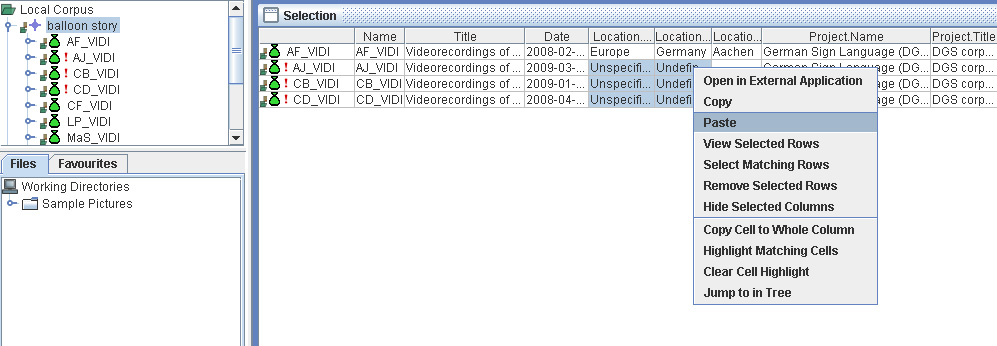 Local Corpus
balloon story
AF_VIDI
! AJ_VIDI
! CB_VIDI
! CD_VIDI
CF_VIDI
LP_VIDI
MaS_VIDI
Files Favourites
Working Directories
Sample Pictures
Selection
Name Title Date Location.... Location... Locatio... Project.Name Project.Title
AF_VIDI AF_VIDI Videorecordings of ... 2008-02-... Europe Germany Aachen German Sign Language (DG... DGS corp...
! AJ_VIDI AJ_VIDI Videorecordings of ... 2009-03-... Unspecifi... Undefin... German Sign Language (DG... DGS corp...
! CB_VIDI CB_VIDI Videorecordings of ... 2009-01-... Unspecifi... Undefi age (DG... DGS corp...
! CD_VIDI CD_VIDI Videorecordings of ... 2008-04-... Unspecifi... Undefi age (DG... DGS corp...
Open in External Application
Copy
Paste
View Selected Rows
Select Matching Rows
Remove Selected Rows
Hide Selected Columns
Copy Cell to Whole Column
Highlight Matching Cells
Clear Cell Highlight
Jump to in Tree